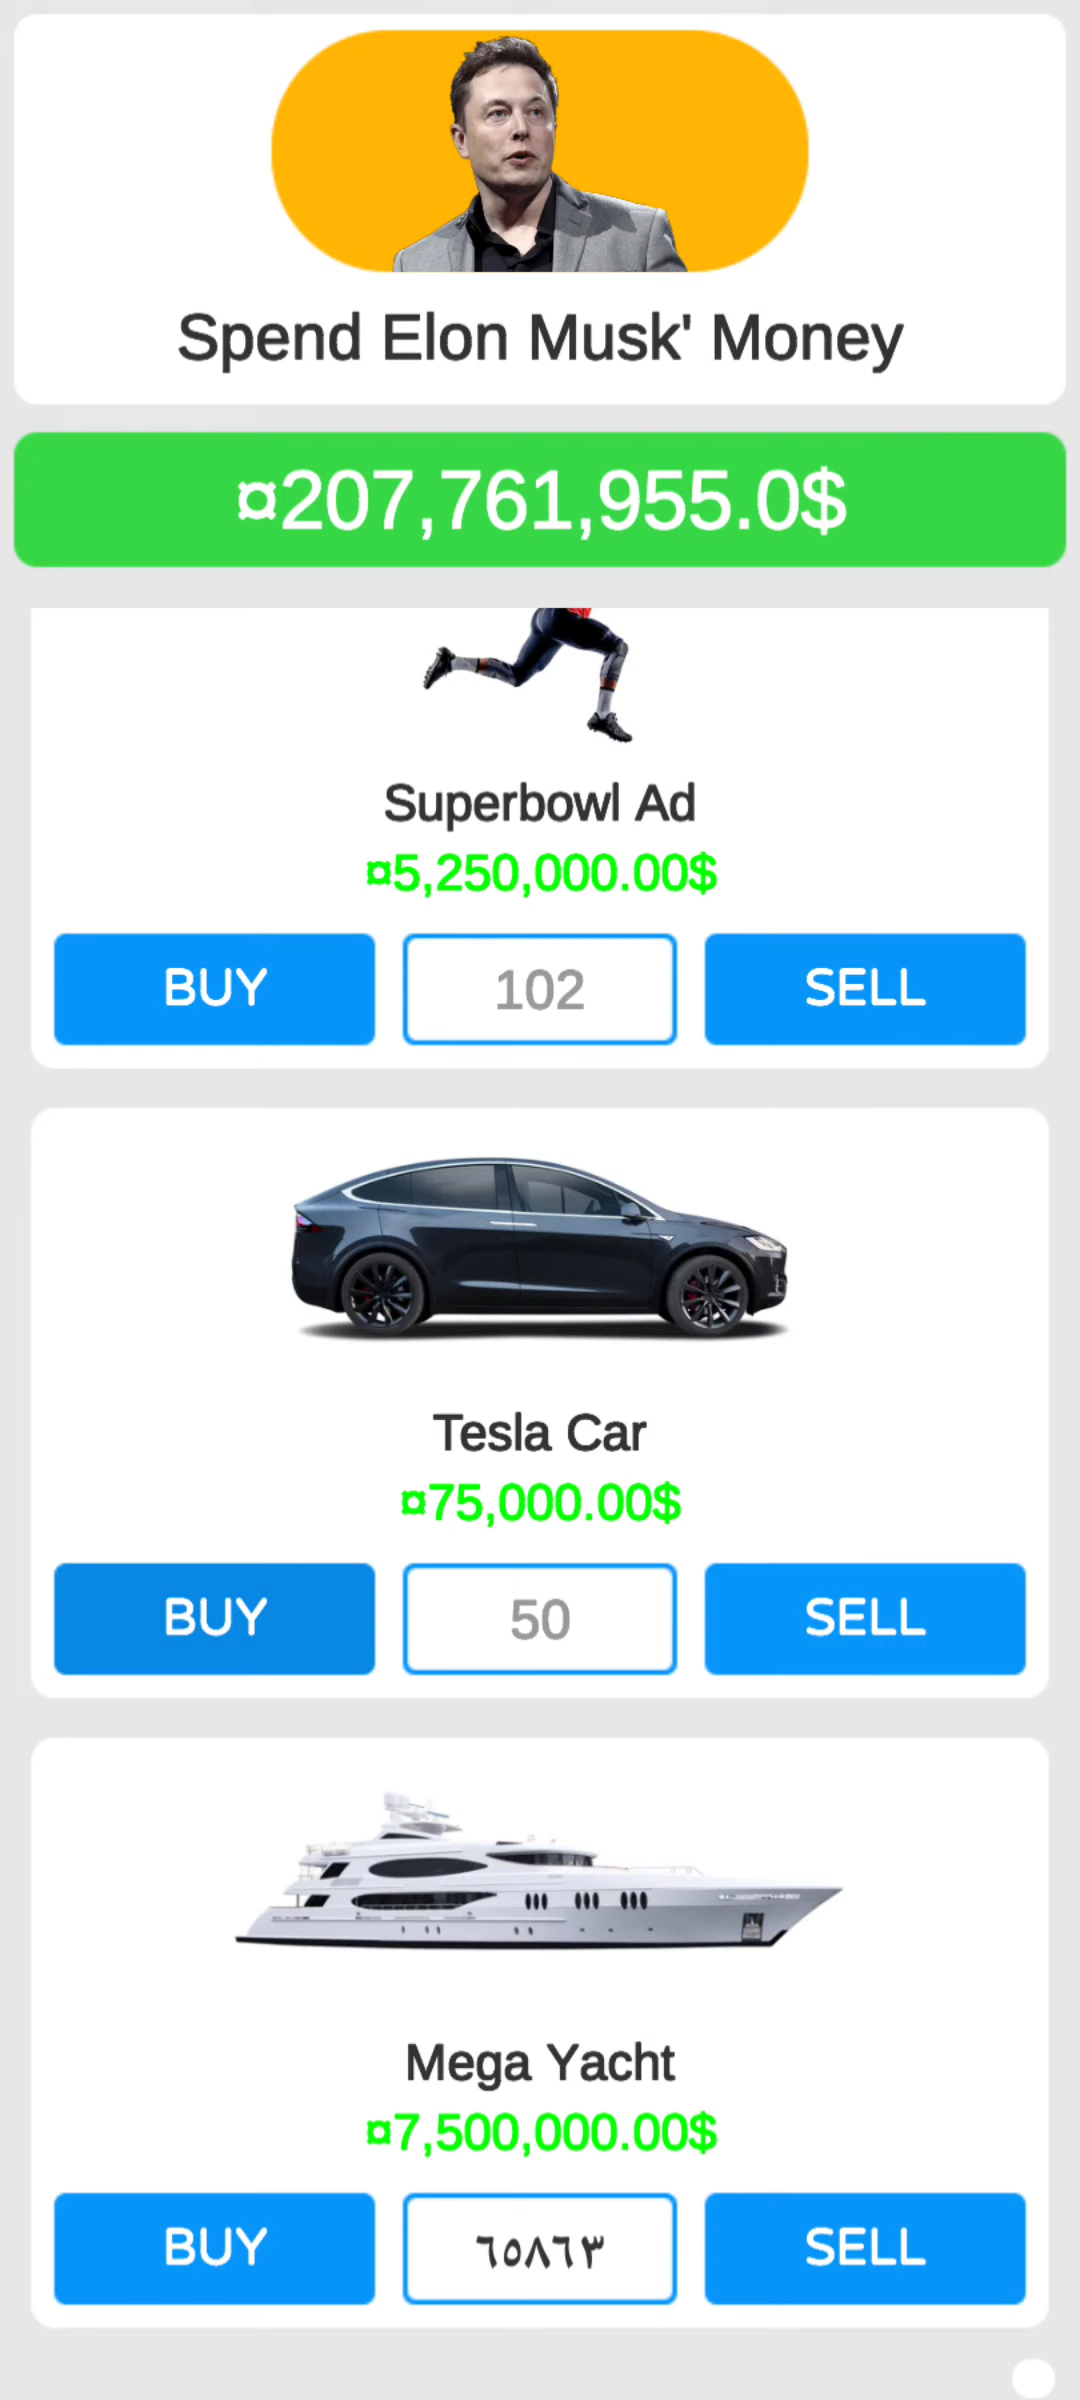 Spend Elon Musk' Money
¤207,761,955.0$
Superbowl Ad
¤5,250,000.00$
BUY
102
SELL
Tesla Car
¤75,000.00$
BUY
50
SELL
Mega Yacht
¤7,500,000.00$
BUY
٦٥٨٦٣
SELL